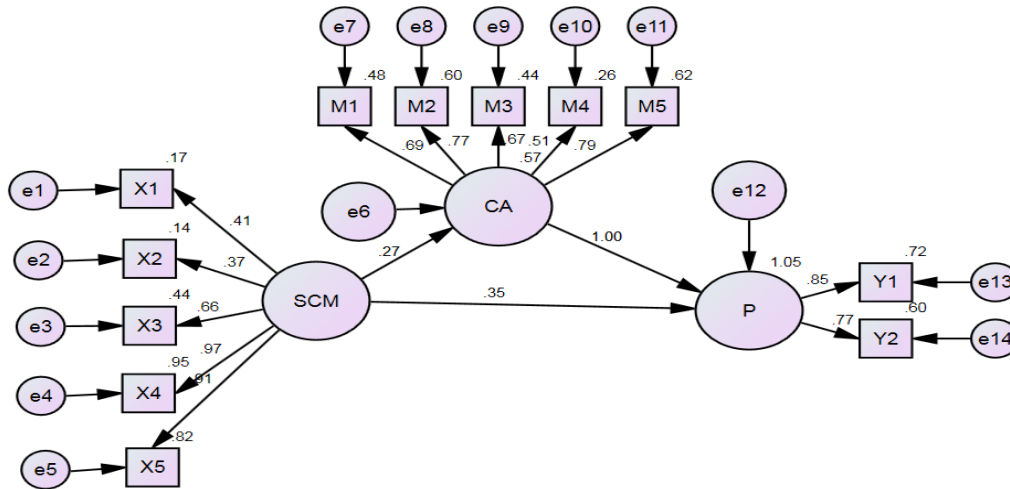 e7 e8 e9 e10 e11
.48 .60 .44 .26 .62
M1 M2 M3 M4 M5
.69 .77 .67 .51 .79
.57
.17
e1 X1
CA
e6
e12
.41
.14
e2 X2
.37
.27
1.00
.44
.66
e3 X3
SCM
.35
1.05
P
.72
.85 Y1 e13
.60
.77 Y2 e14
.97
.95
.91
e4 X4
.82
e5 X5